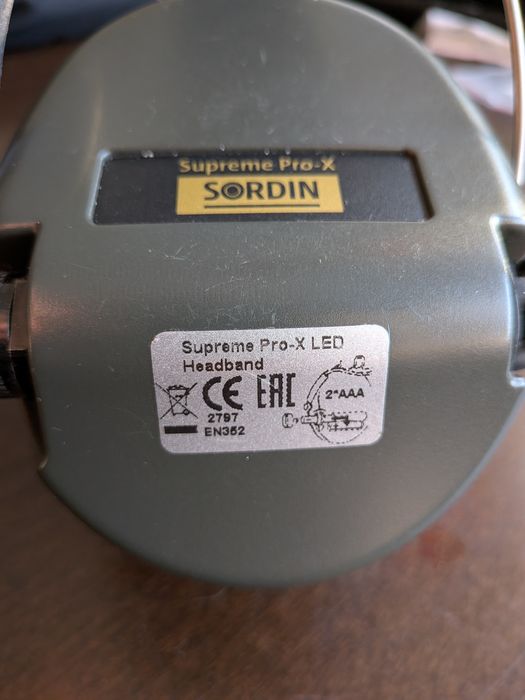 Supreme Pro-X
SORDIN
Supreme Pro-X LED
Headband
CE EAC
2*AAA
2797
EN352